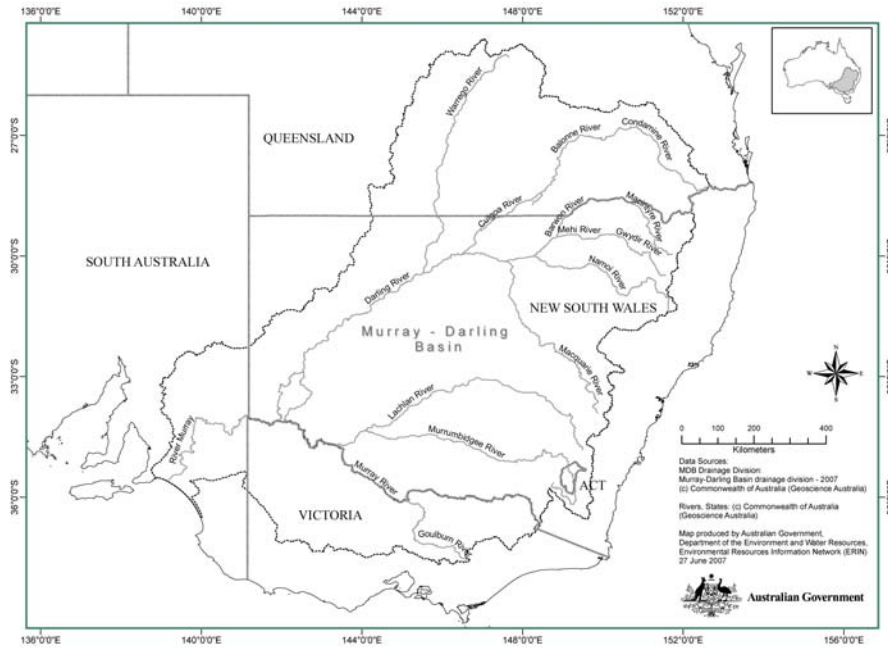 136°0'0"E
140°0'0"E
144°0'0"E
148°0'0"E
152°0'0"E
27°0'0"S
30°0'0"S
33°0'0"S
36°0'0"S
QUEENSLAND
SOUTH AUSTRALIA
NEW SOUTH WALES
VICTORIA
ACT
Warrego River
Balonne River
Condamine River
Culgoa River
Barwon River
Macintyre River
Mehi River
Gwydir River
Namoi River
Darling River
Murray - Darling
Basin
Macquarie River
Lachlan River
Murrumbidgee River
River Murray
Murray River
Goulburn River
N
W
E
S
0 50 100 200 300 400
Kilometers
Data Sources:
MDB Drainage Division:
Murray-Darling Basin drainage division - 2007
(c) Commonwealth of Australia (Geoscience Australia)
Rivers, States: (c) Commonwealth of Australia
(Geoscience Australia)
Map produced by Australian Government,
Department of the Environment and Water Resources,
Environmental Resources Information Network (ERIN)
27 June 2007
Australian Government
136°0'0"E
140°0'0"E
144°0'0"E
148°0'0"E
152°0'0"E
156°0'0"E